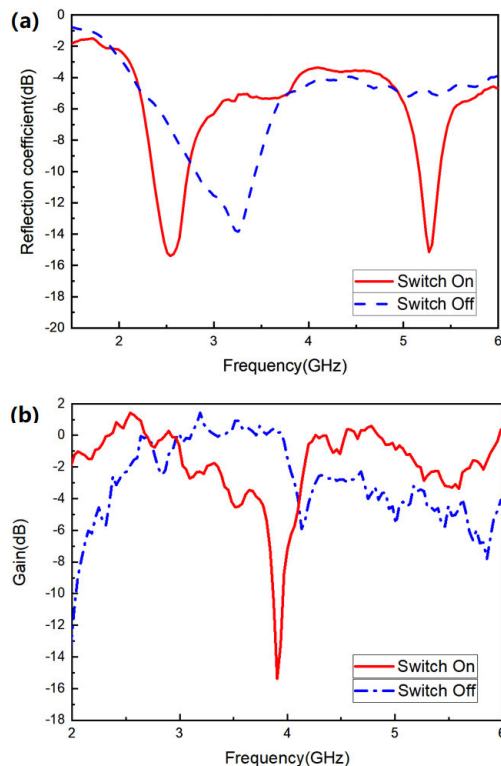 (a)
0
-2
-4
-6
-8
-10
-12
-14
-16
-18
-20
Reflection coefficient(dB)
Switch On
Switch Off
2 3 4 5 6
Frequency(GHz)
(b)
2
0
-2
-4
-6
-8
-10
-12
-14
-16
-18
Gain(dB)
Switch On
Switch Off
2 3 4 5 6
Frequency(GHz)